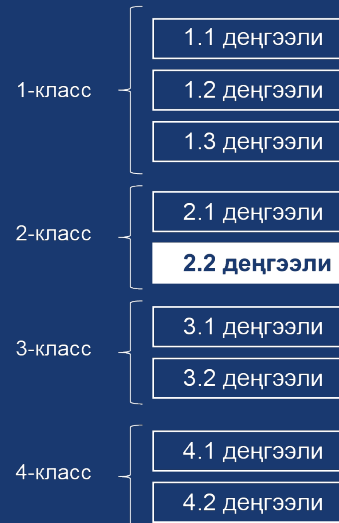 1-класс
1.1 деңгээли
1.2 деңгээли
1.3 деңгээли
2-класс
2.1 деңгээли
2.2 деңгээли
3-класс
3.1 деңгээли
3.2 деңгээли
4-класс
4.1 деңгээли
4.2 деңгээли